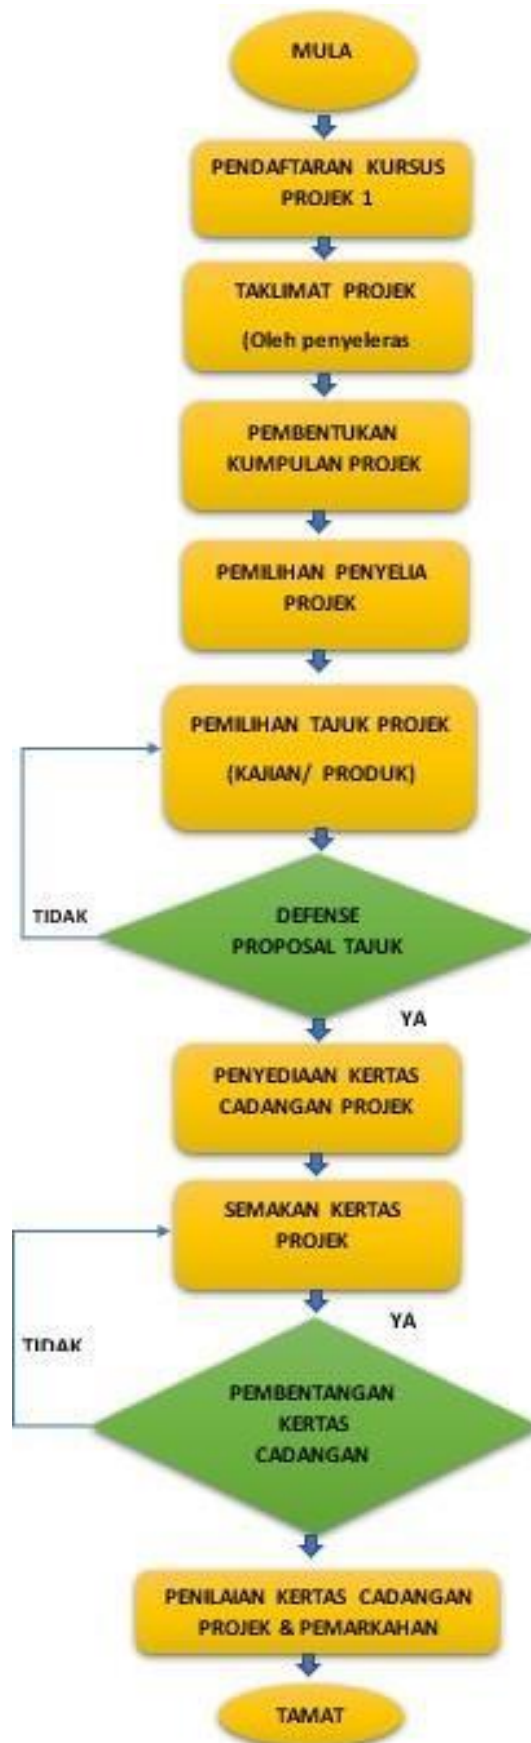 MULA
PENDAFTARAN KURSUS
PROJEK 1
TAKLIMAT PROJEK
(Oleh penyeleras
PEMBENTUKAN
KUMPULAN PROJEK
PEMILIHAN PENYELIA
PROJEK
PEMILIHAN TAJUK PROJEK
(KAJIAN/ PRODUK)
TIDAK
DEFENSE
PROPOSAL TAJUK
YA
PENYEDIAAN KERTAS
CADANGAN PROJEK
SEMAKAN KERTAS
PROJEK
YA
TIDAK
PEMBENTANGAN
KERTAS
CADANGAN
PENILAIAN KERTAS CADANGAN
PROJEK & PEMARKAHAN
TAMAT